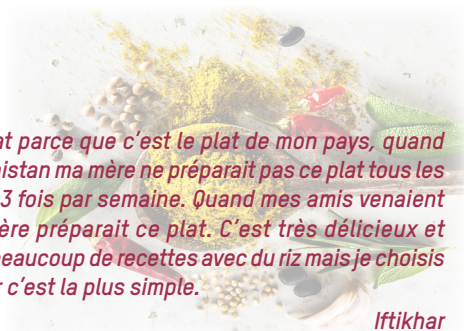 at parce que c'est le plat de mon pays, quand
istan ma mère ne préparait pas ce plat tous les
3 fois par semaine. Quand mes amis venaient
ère préparait ce plat. C'est très délicieux et
eaucoup de recettes avec du riz mais je choisis
r c'est la plus simple.
Iftikhar